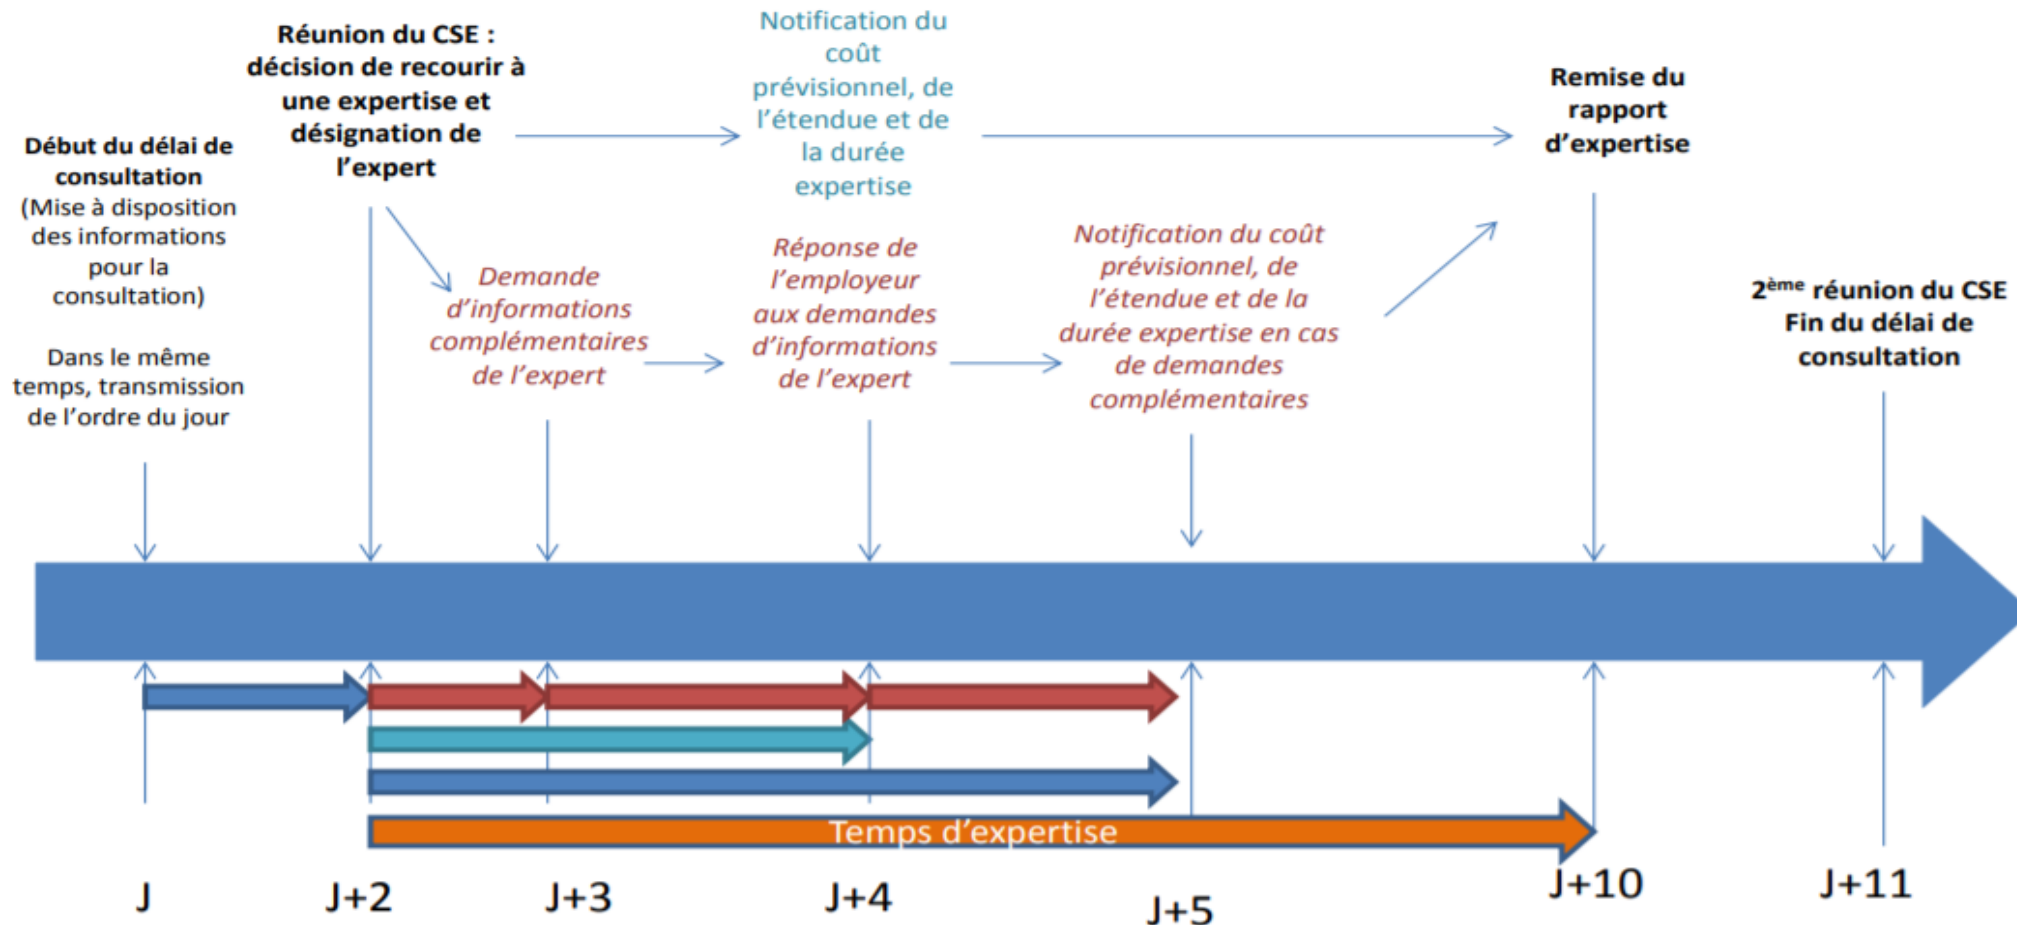 Début du délai de
consultation
(Mise à disposition
des informations
pour la
consultation)
Dans le même
temps, transmission
de l’ordre du jour
Réunion du CSE :
décision de recourir à
une expertise et
désignation de
l’expert
Notification du
coût
prévisionnel, de
l’étendue et de
la durée
expertise
Remise du
rapport
d’expertise
Demande
d’informations
complémentaires
de l’expert
Réponse de
l’employeur
aux demandes
d’informations
de l’expert
Notification du coût
prévisionnel, de
l’étendue et de la
durée expertise en cas
de demandes
complémentaires
2ème réunion du CSE
Fin du délai de
consultation
Temps d’expertise
J
J+2
J+3
J+4
J+5
J+10
J+11